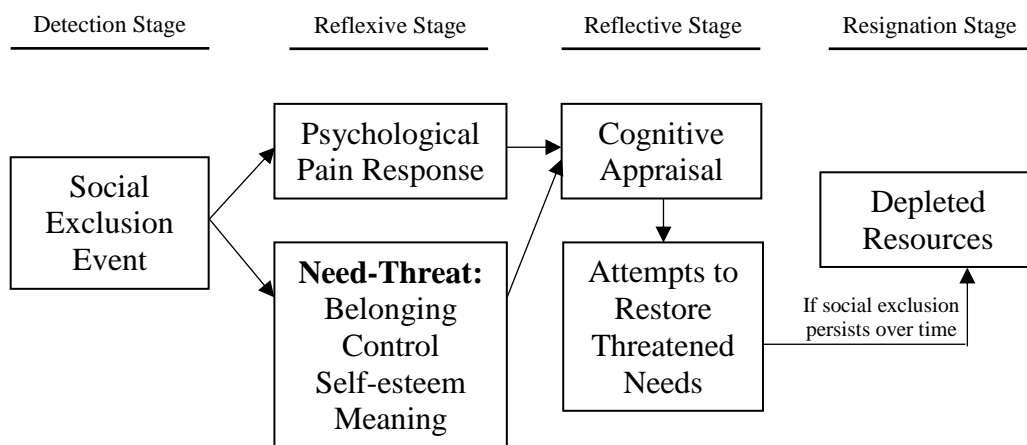 Detection Stage
Reflexive Stage
Reflective Stage
Resignation Stage
Social
Exclusion
Event
Psychological
Pain Response
Need-Threat:
Belonging
Control
Self-esteem
Meaning
Cognitive
Appraisal
Attempts to
Restore
Threatened
Needs
If social exclusion
persists over time
Depleted
Resources